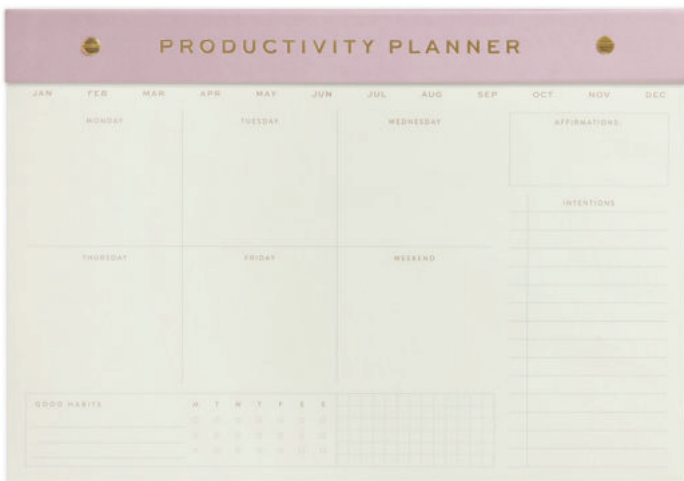 PRODUCTIVITY PLANNER
JAN FEB MAR APR MAY JUN JUL AUG SEP OCT NOV DEC
MONDAY TUESDAY WEDNESDAY AFFIRMATIONS:
INTENTIONS
THURSDAY FRIDAY WEEKEND
GOOD HABITS M T W T F S S